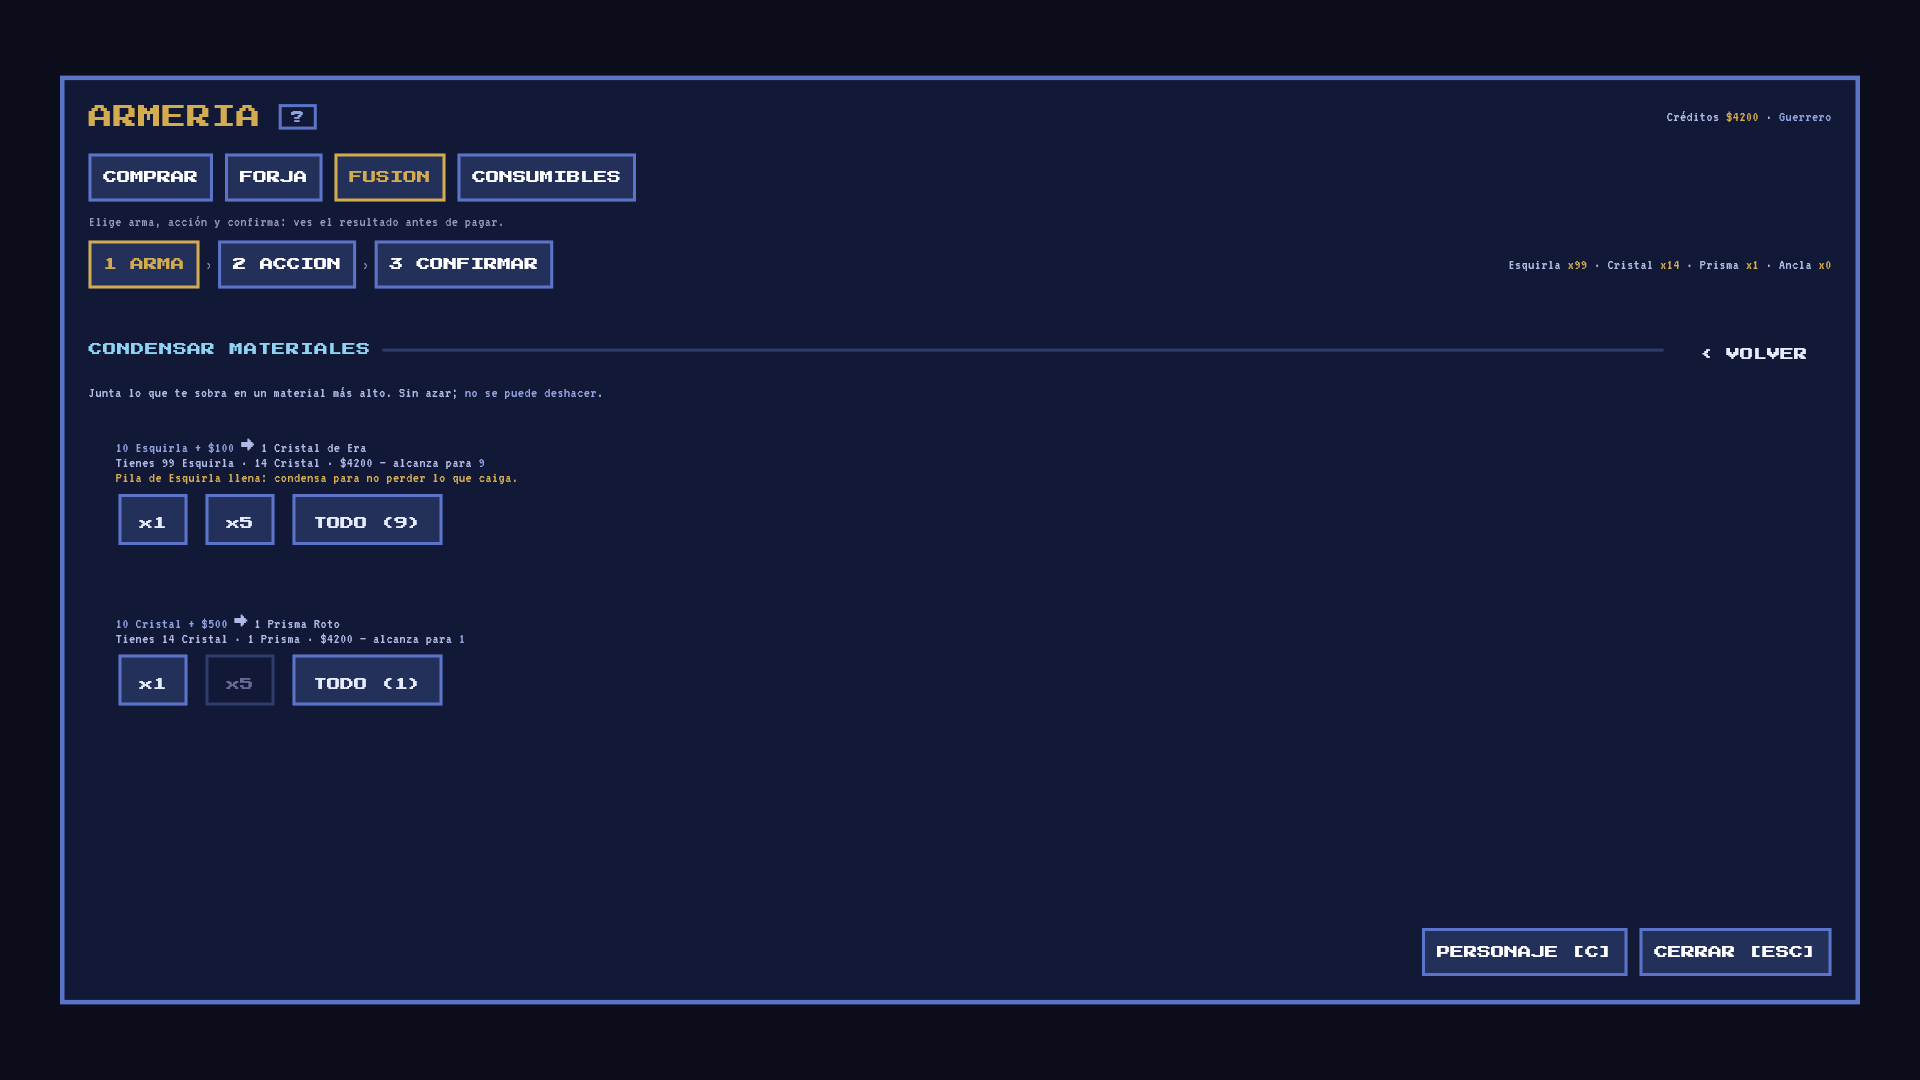 ARMERIA ?
Créditos $4200 · Guerrero
COMPRAR FORJA FUSION CONSUMIBLES
Elige arma, acción y confirma: ves el resultado antes de pagar.
1 ARMA › 2 ACCION › 3 CONFIRMAR
Esquirla x99 · Cristal x14 · Prisma x1 · Ancla x0
CONDENSAR MATERIALES
< VOLVER
Junta lo que te sobra en un material más alto. Sin azar; no se puede deshacer.
10 Esquirla + $100 🡆 1 Cristal de Era
Tienes 99 Esquirla · 14 Cristal · $4200 — alcanza para 9
Pila de Esquirla llena: condensa para no perder lo que caiga.
x1 x5 TODO (9)
10 Cristal + $500 🡆 1 Prisma Roto
Tienes 14 Cristal · 1 Prisma · $4200 — alcanza para 1
x1 x5 TODO (1)
PERSONAJE [C] CERRAR [ESC]